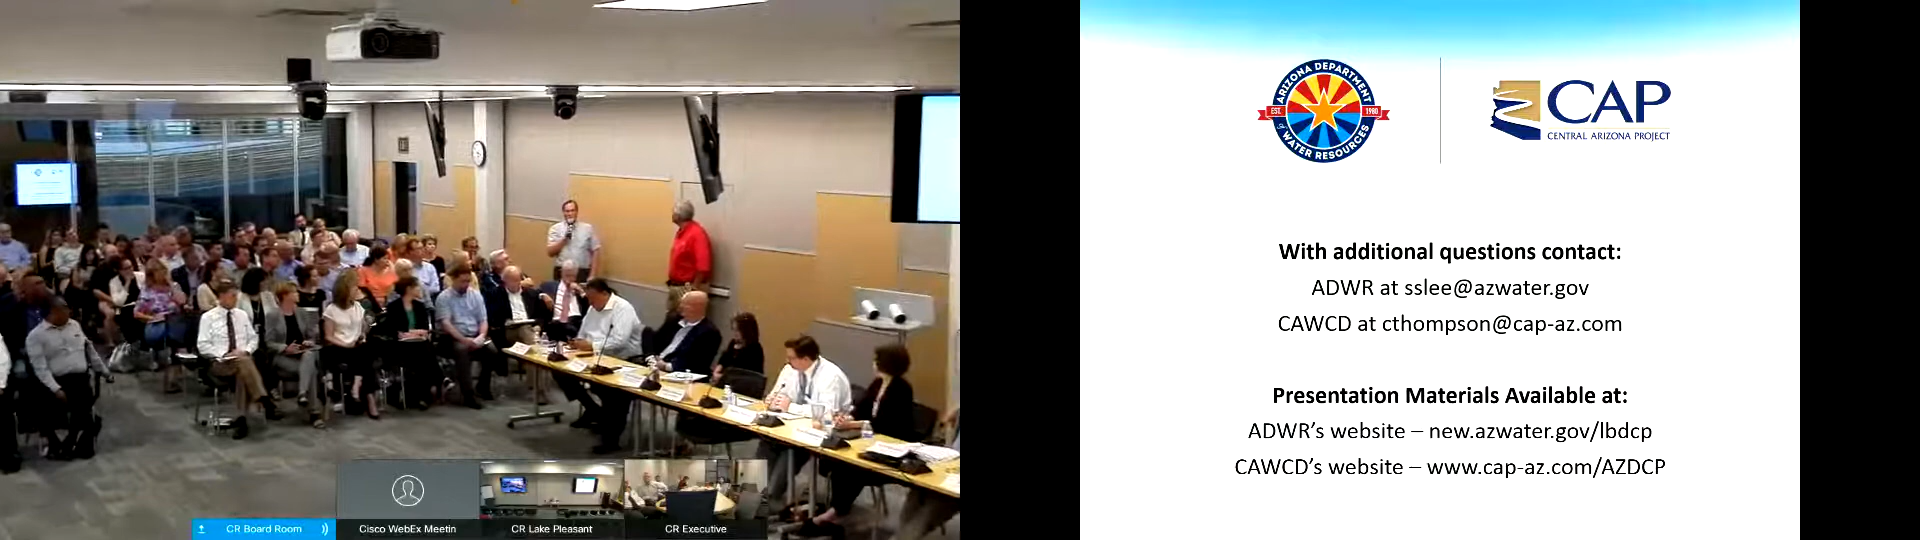 CR Board Room
Cisco WebEx Meetin
CR Lake Pleasant
CR Executive
ARIZONA DEPARTMENT
of WATER RESOURCES
EST.
1980
CAP
CENTRAL ARIZONA PROJECT
With additional questions contact:
ADWR at sslee@azwater.gov
CAWCD at cthompson@cap-az.com
Presentation Materials Available at:
ADWR's website – new.azwater.gov/lbdcp
CAWCD's website – www.cap-az.com/AZDCP